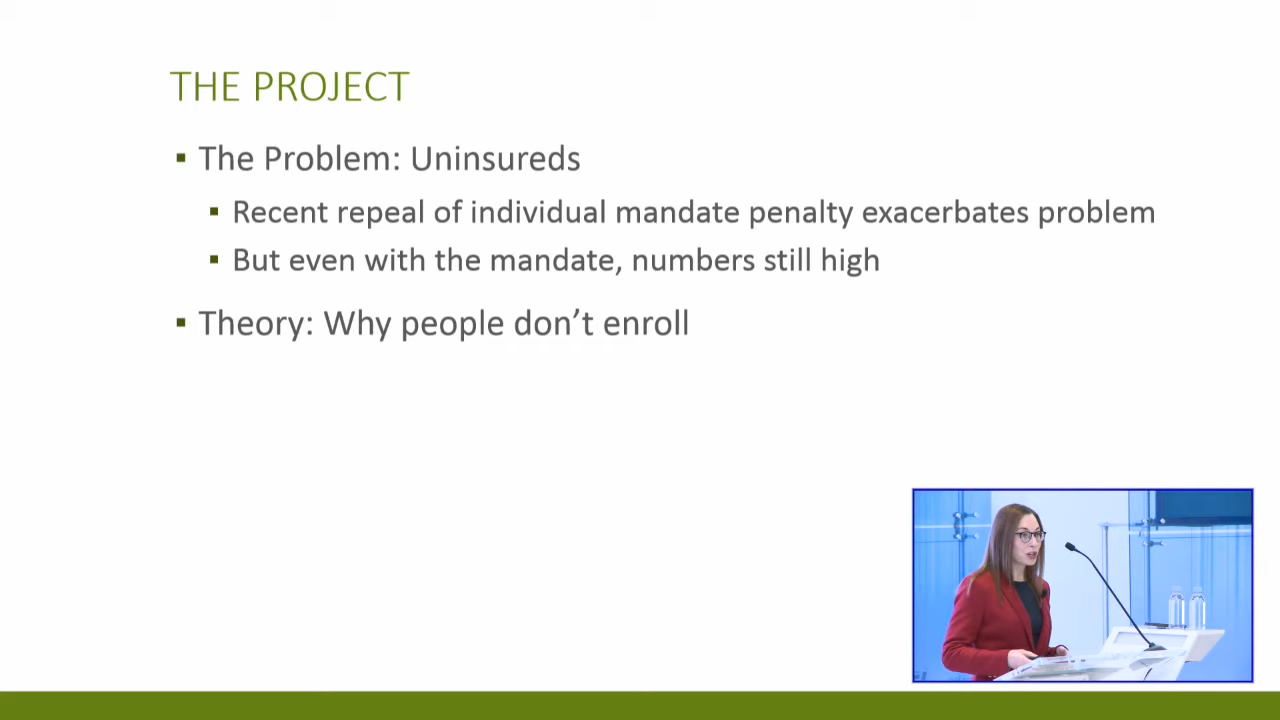 THE PROJECT
▪ The Problem: Uninsureds
▪ Recent repeal of individual mandate penalty exacerbates problem
▪ But even with the mandate, numbers still high
▪ Theory: Why people don’t enroll